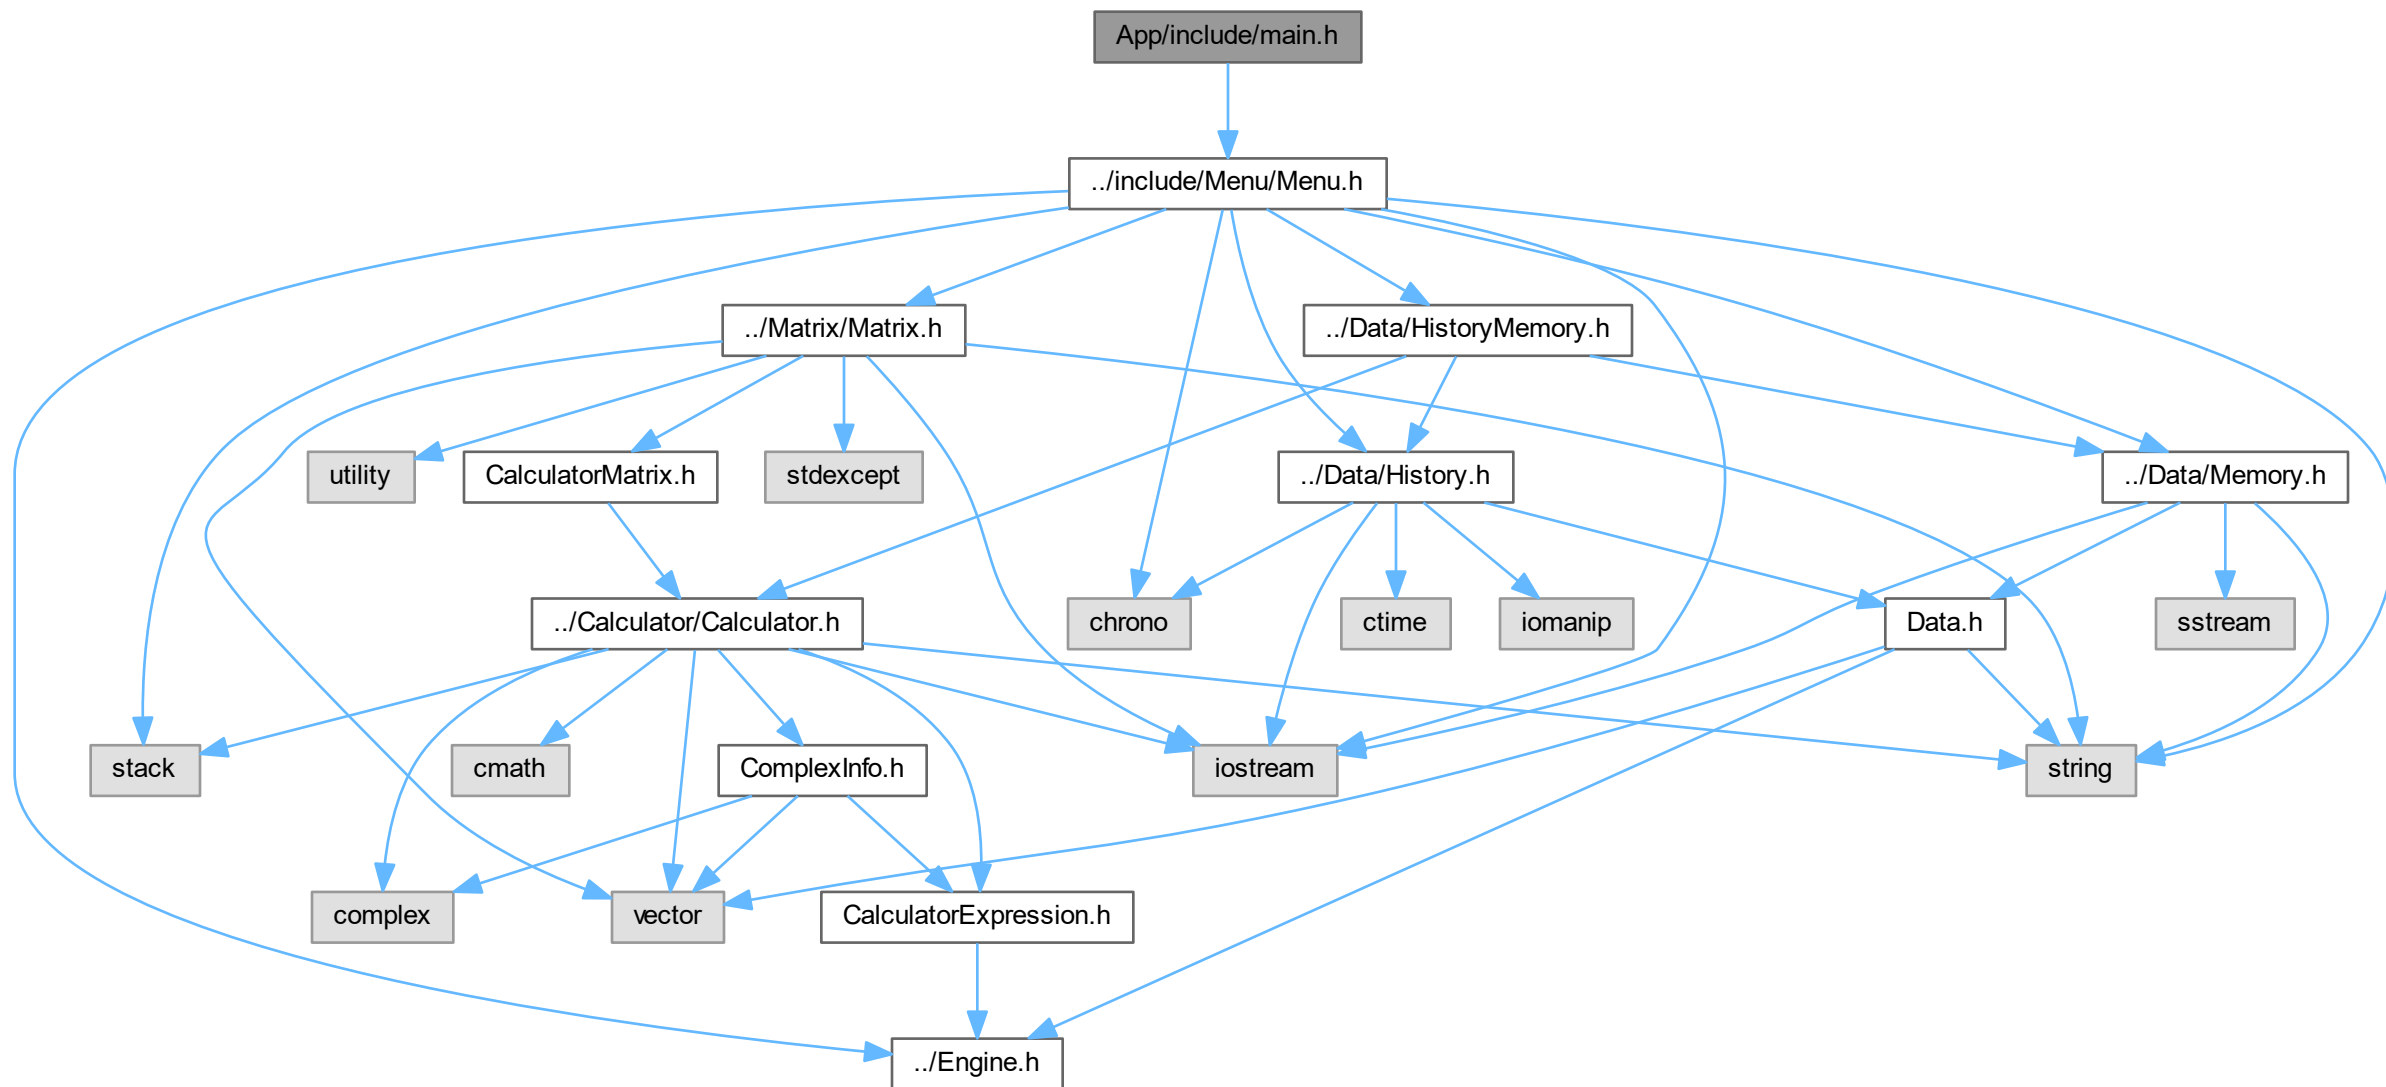 App/include/main.h
../include/Menu/Menu.h
../Matrix/Matrix.h
../Data/HistoryMemory.h
utility
CalculatorMatrix.h
stdexcept
../Data/History.h
../Data/Memory.h
../Calculator/Calculator.h
chrono
ctime
iomanip
Data.h
sstream
stack
cmath
ComplexInfo.h
iostream
string
complex
vector
CalculatorExpression.h
../Engine.h